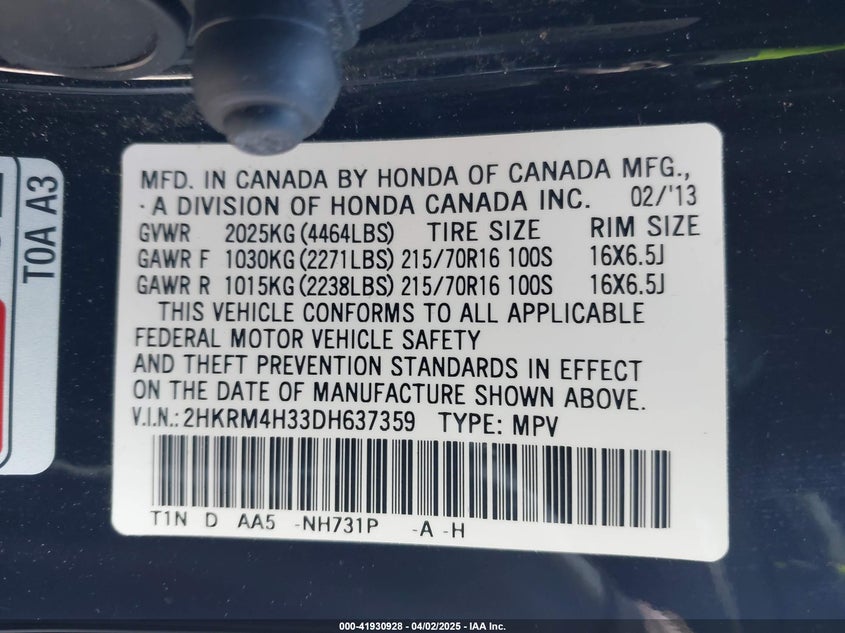 MFD. IN CANADA BY HONDA OF CANADA MFG.,
- A DIVISION OF HONDA CANADA INC. 02/'13
GVWR 2025KG (4464LBS) TIRE SIZE RIM SIZE
GAWR F 1030KG (2271LBS) 215/70R16 100S 16X6.5J
GAWR R 1015KG (2238LBS) 215/70R16 100S 16X6.5J
THIS VEHICLE CONFORMS TO ALL APPLICABLE
FEDERAL MOTOR VEHICLE SAFETY
AND THEFT PREVENTION STANDARDS IN EFFECT
ON THE DATE OF MANUFACTURE SHOWN ABOVE.
V.I.N.: 2HKRM4H33DH637359 TYPE: MPV
T1N D AA5 -NH731P -A -H
T0A A3
000-41930928 - 04/02/2025 - IAA Inc.